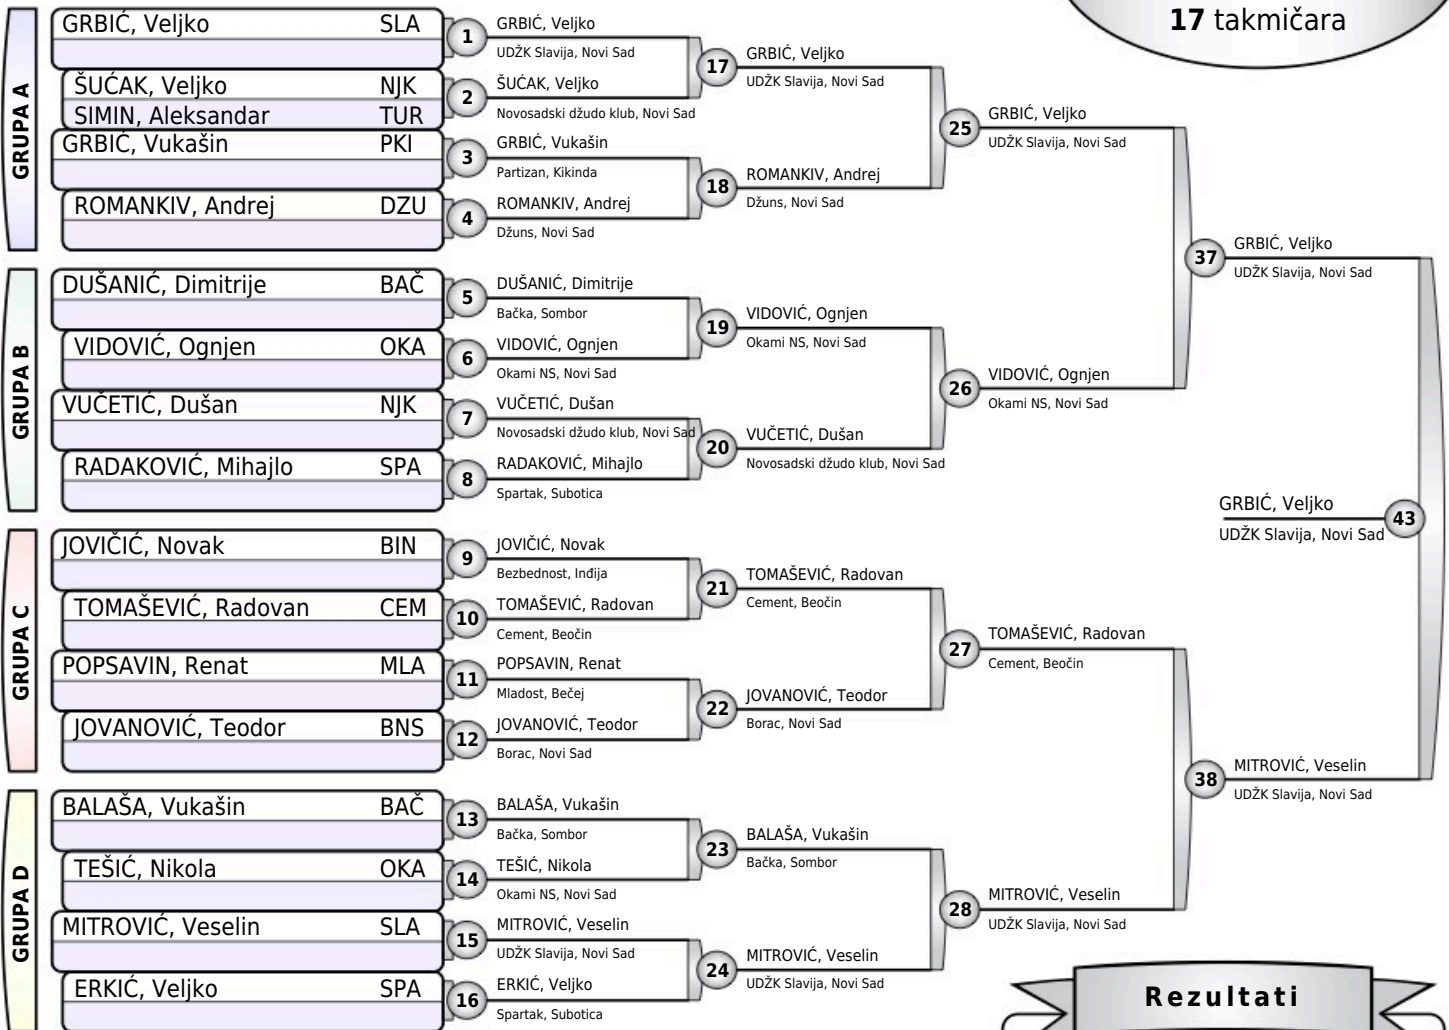 17 takmičara
GRUPA A
GRBIĆ, Veljko SLA
ŠUĆAK, Veljko NJK
SIMIN, Aleksandar TUR
GRBIĆ, Vukašin PKI
ROMANKIV, Andrej DZU
GRUPA B
DUŠANIĆ, Dimitrije BAČ
VIDOVIĆ, Ognjen OKA
VUČETIĆ, Dušan NJK
RADAKOVIĆ, Mihajlo SPA
GRUPA C
JOVIČIĆ, Novak BIN
TOMAŠEVIĆ, Radovan CEM
POPSAVIN, Renat MLA
JOVANOVIĆ, Teodor BNS
GRUPA D
BALAŠA, Vukašin BAČ
TEŠIĆ, Nikola OKA
MITROVIĆ, Veselin SLA
ERKIĆ, Veljko SPA
1
GRBIĆ, Veljko
UDŽK Slavija, Novi Sad
2
ŠUĆAK, Veljko
Novosadski džudo klub, Novi Sad
3
GRBIĆ, Vukašin
Partizan, Kikinda
4
ROMANKIV, Andrej
Džuns, Novi Sad
5
DUŠANIĆ, Dimitrije
Bačka, Sombor
6
VIDOVIĆ, Ognjen
Okami NS, Novi Sad
7
VUČETIĆ, Dušan
Novosadski džudo klub, Novi Sad
8
RADAKOVIĆ, Mihajlo
Spartak, Subotica
9
JOVIČIĆ, Novak
Bezbednost, Inđija
10
TOMAŠEVIĆ, Radovan
Cement, Beočin
11
POPSAVIN, Renat
Mladost, Bečej
12
JOVANOVIĆ, Teodor
Borac, Novi Sad
13
BALAŠA, Vukašin
Bačka, Sombor
14
TEŠIĆ, Nikola
Okami NS, Novi Sad
15
MITROVIĆ, Veselin
UDŽK Slavija, Novi Sad
16
ERKIĆ, Veljko
Spartak, Subotica
17
GRBIĆ, Veljko
UDŽK Slavija, Novi Sad
18
ROMANKIV, Andrej
Džuns, Novi Sad
19
VIDOVIĆ, Ognjen
Okami NS, Novi Sad
20
VUČETIĆ, Dušan
Novosadski džudo klub, Novi Sad
21
TOMAŠEVIĆ, Radovan
Cement, Beočin
22
JOVANOVIĆ, Teodor
Borac, Novi Sad
23
BALAŠA, Vukašin
Bačka, Sombor
24
MITROVIĆ, Veselin
UDŽK Slavija, Novi Sad
25
GRBIĆ, Veljko
UDŽK Slavija, Novi Sad
26
VIDOVIĆ, Ognjen
Okami NS, Novi Sad
27
TOMAŠEVIĆ, Radovan
Cement, Beočin
28
MITROVIĆ, Veselin
UDŽK Slavija, Novi Sad
37
GRBIĆ, Veljko
UDŽK Slavija, Novi Sad
38
MITROVIĆ, Veselin
UDŽK Slavija, Novi Sad
GRBIĆ, Veljko
UDŽK Slavija, Novi Sad
43
Rezultati